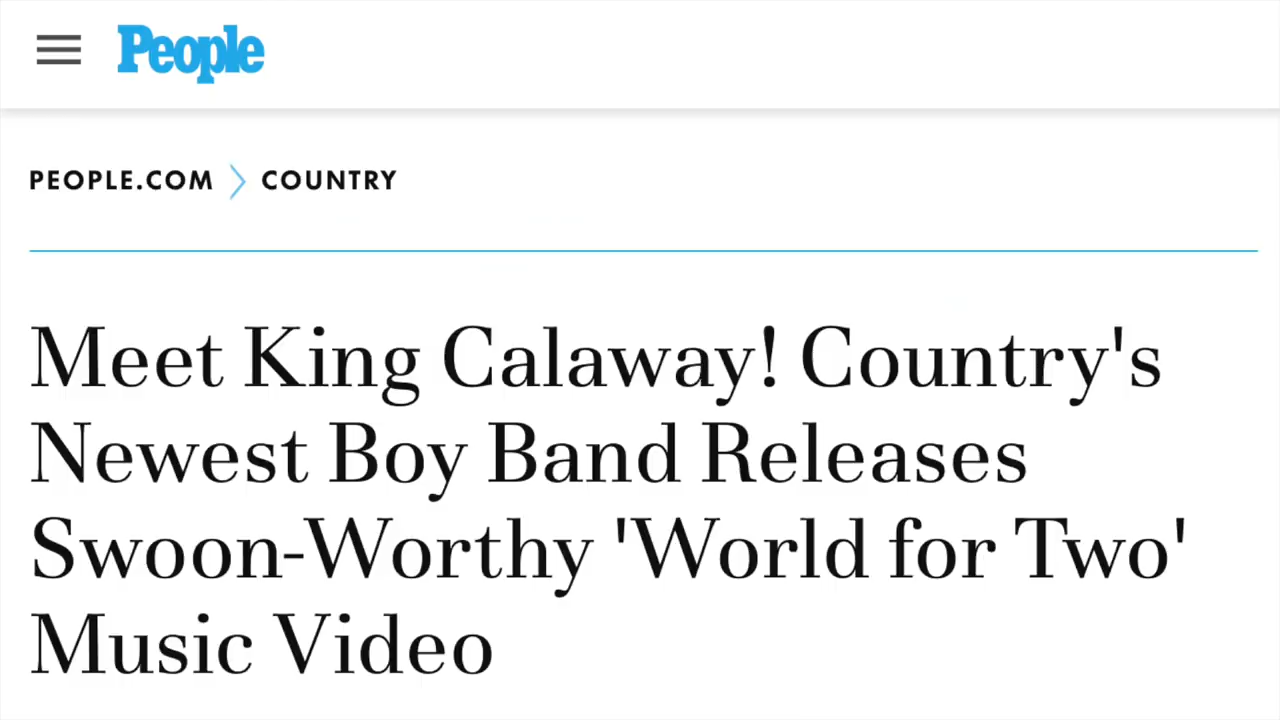 People
PEOPLE.COM > COUNTRY
Meet King Calaway! Country's
Newest Boy Band Releases
Swoon-Worthy 'World for Two'
Music Video